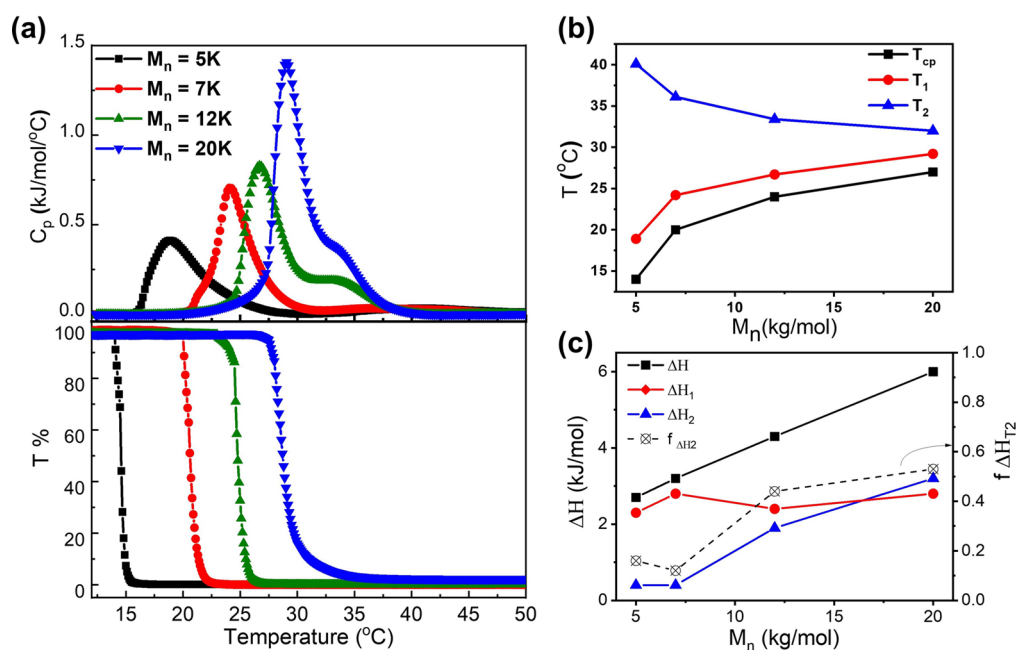 (a)
1.5
1.0
0.5
0.0
Cₚ (kJ/mol/°C)
Mₙ = 5K
Mₙ = 7K
Mₙ = 12K
Mₙ = 20K
100
80
60
40
20
0
T %
15 20 25 30 35 40 45 50
Temperature (°C)
(b)
40
35
30
25
20
15
T (°C)
T_cp
T₁
T₂
5 10 15 20
Mₙ(kg/mol)
(c)
6
4
2
0
ΔH (kJ/mol)
ΔH
ΔH₁
ΔH₂
f ΔH2
1.0
0.8
0.6
0.4
0.2
0.0
f ΔH_T2
5 10 15 20
Mₙ (kg/mol)